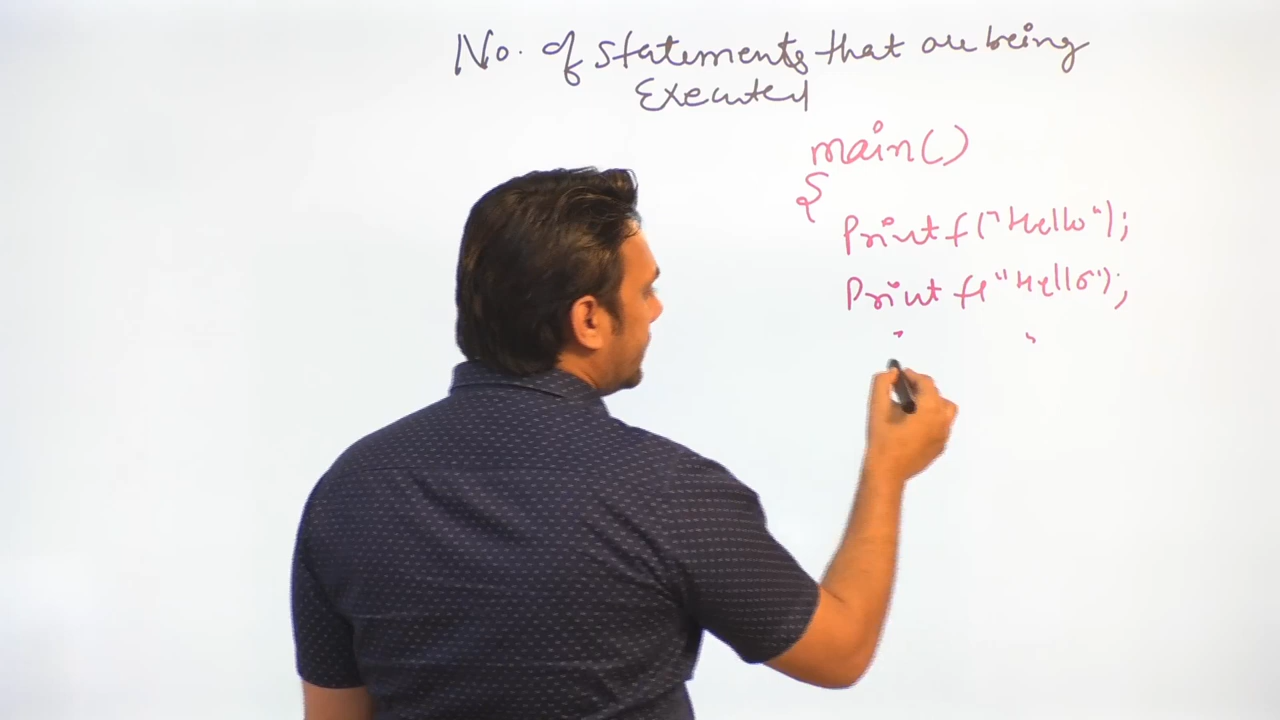 No. of statements that are being
Executed
main()
{
Printf("Hello");
Printf("Hello");
" "